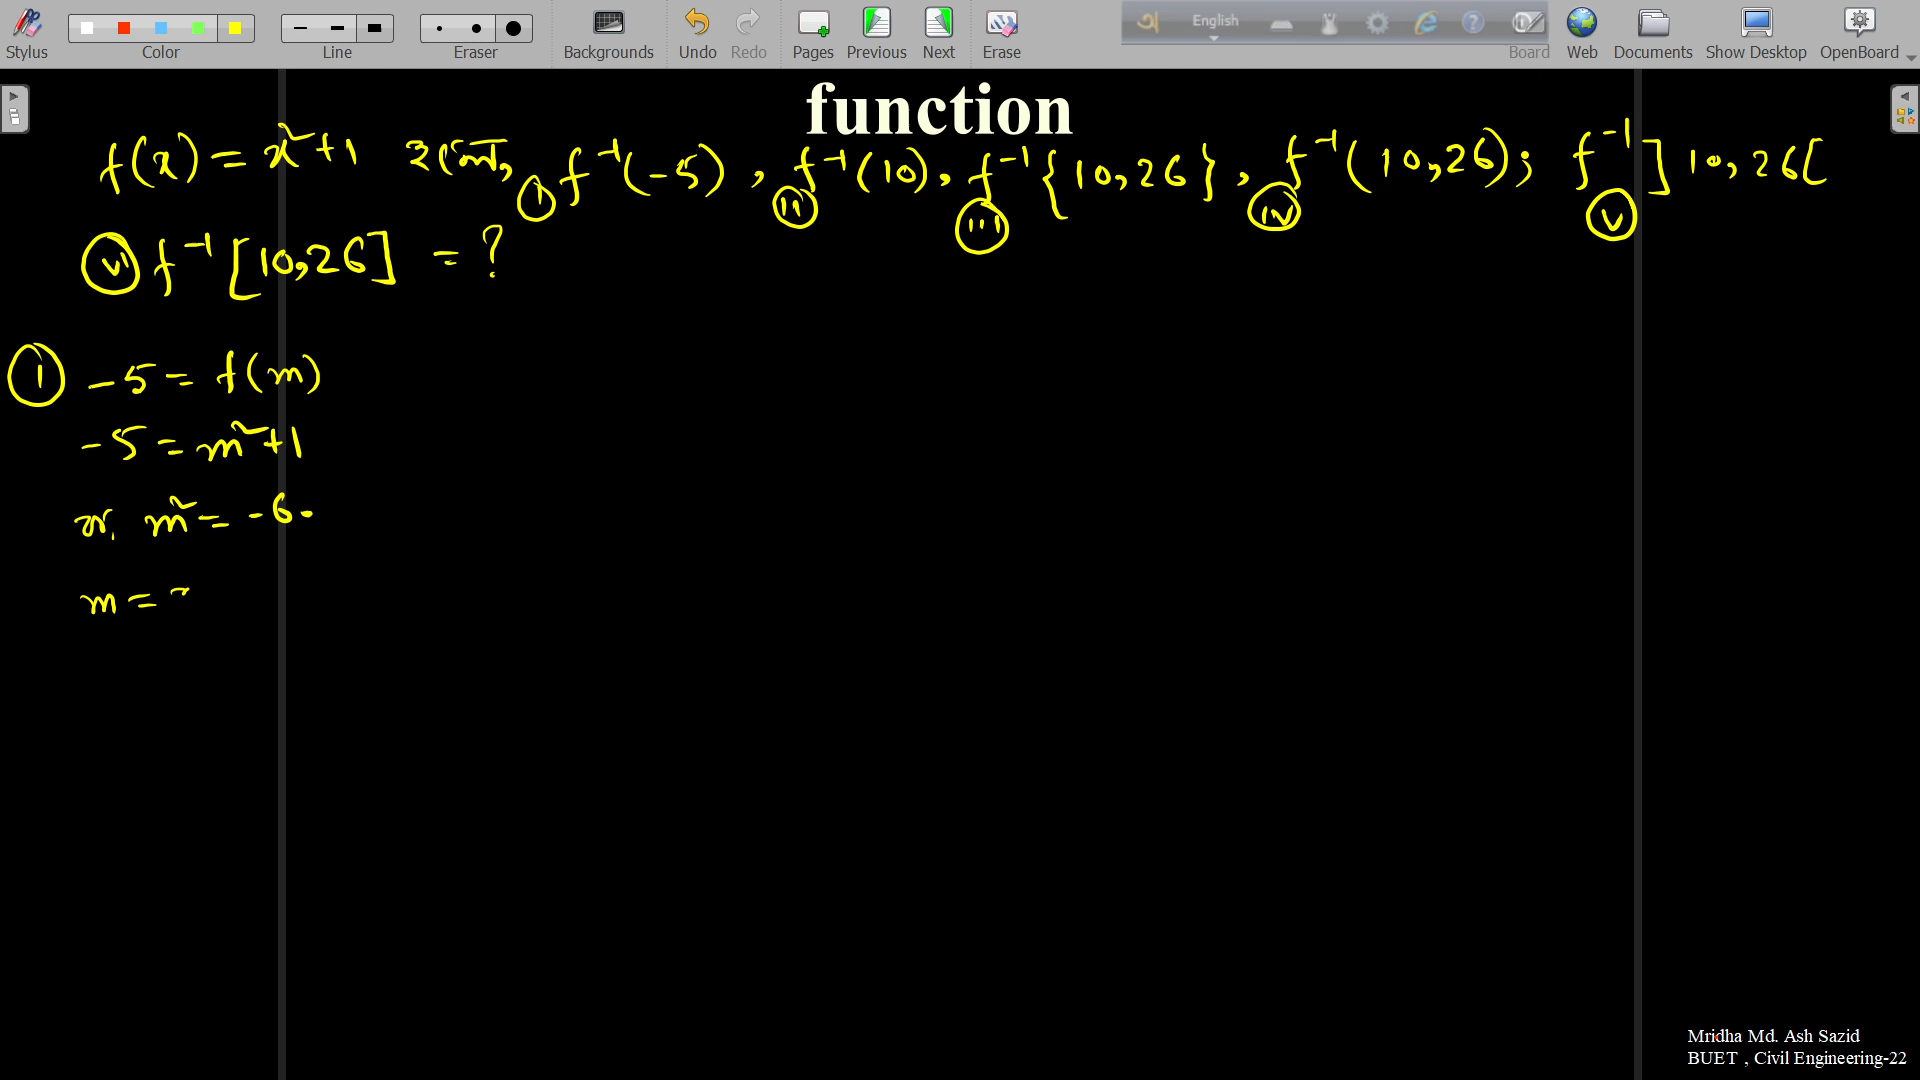 Stylus Color Line Eraser Backgrounds Undo Redo Pages Previous Next Erase English Board Web Documents Show Desktop OpenBoard
function
f(x) = x²+1 হলে, i f⁻¹(-5), ii f⁻¹(10), iii f⁻¹{10,26}, iv f⁻¹(10,26); v f⁻¹]10,26[
vi f⁻¹[10,26] = ?
i -5 = f(m)
-5 = m²+1
or, m² = -6.
m =
Mridha Md. Ash Sazid
BUET , Civil Engineering-22